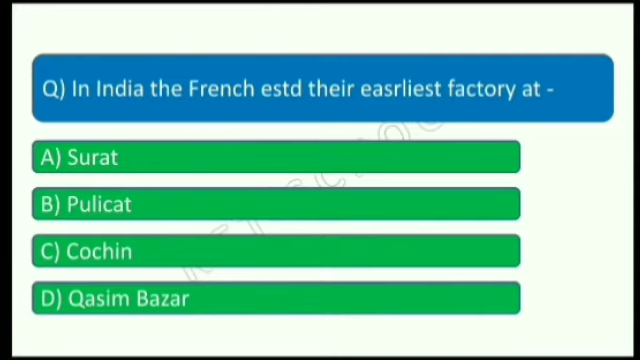 Q) In India the French estd their easrliest factory at -
A) Surat
B) Pulicat
C) Cochin
D) Qasim Bazar